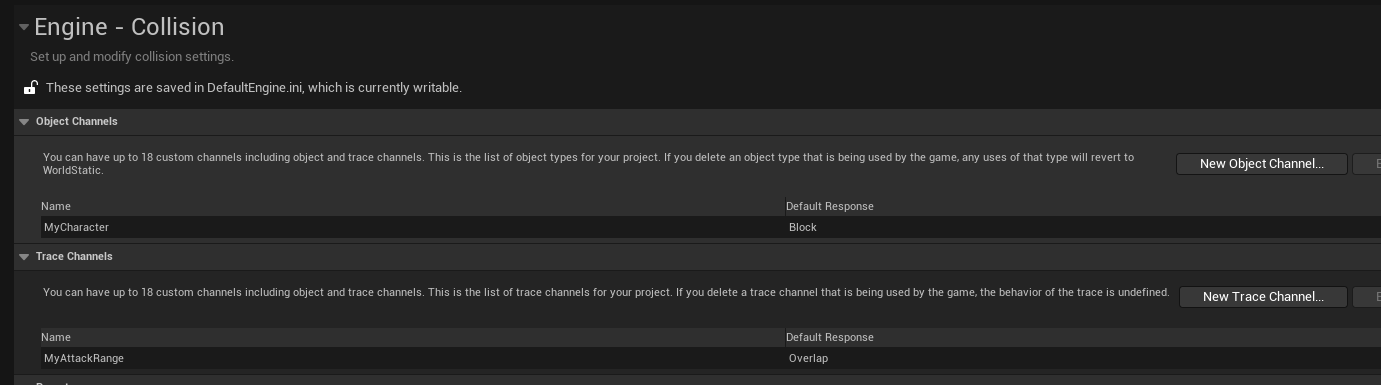 Engine - Collision
Set up and modify collision settings.
These settings are saved in DefaultEngine.ini, which is currently writable.
Object Channels
You can have up to 18 custom channels including object and trace channels. This is the list of object types for your project. If you delete an object type that is being used by the game, any uses of that type will revert to
WorldStatic.
New Object Channel...
Name Default Response
MyCharacter Block
Trace Channels
You can have up to 18 custom channels including object and trace channels. This is the list of trace channels for your project. If you delete a trace channel that is being used by the game, the behavior of the trace is undefined.
New Trace Channel...
Name Default Response
MyAttackRange Overlap